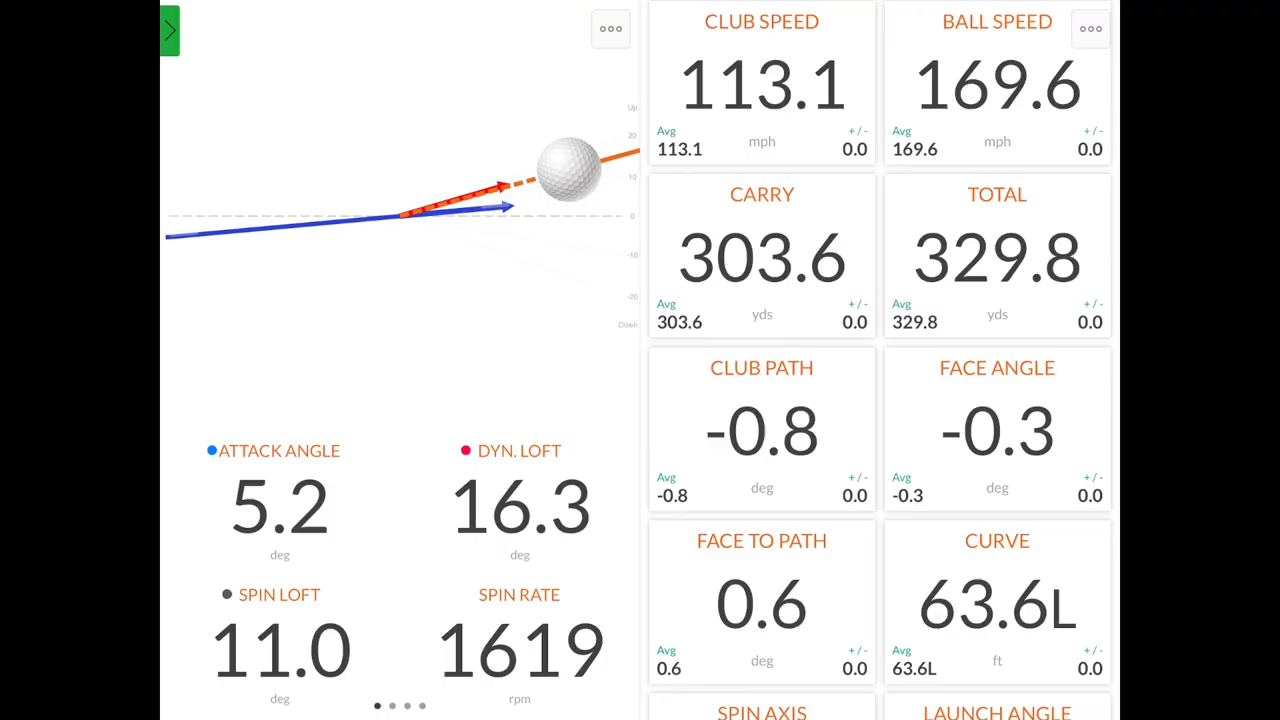 Up
20
10
0
-10
-20
Down
ATTACK ANGLE
5.2
deg
DYN. LOFT
16.3
deg
SPIN LOFT
11.0
deg
SPIN RATE
1619
rpm
CLUB SPEED
113.1
Avg
113.1
mph
+ / -
0.0
BALL SPEED
169.6
Avg
169.6
mph
+ / -
0.0
CARRY
303.6
Avg
303.6
yds
+ / -
0.0
TOTAL
329.8
Avg
329.8
yds
+ / -
0.0
CLUB PATH
-0.8
Avg
-0.8
deg
+ / -
0.0
FACE ANGLE
-0.3
Avg
-0.3
deg
+ / -
0.0
FACE TO PATH
0.6
Avg
0.6
deg
+ / -
0.0
CURVE
63.6L
Avg
63.6L
ft
+ / -
0.0
SPIN AXIS
LAUNCH ANGLE